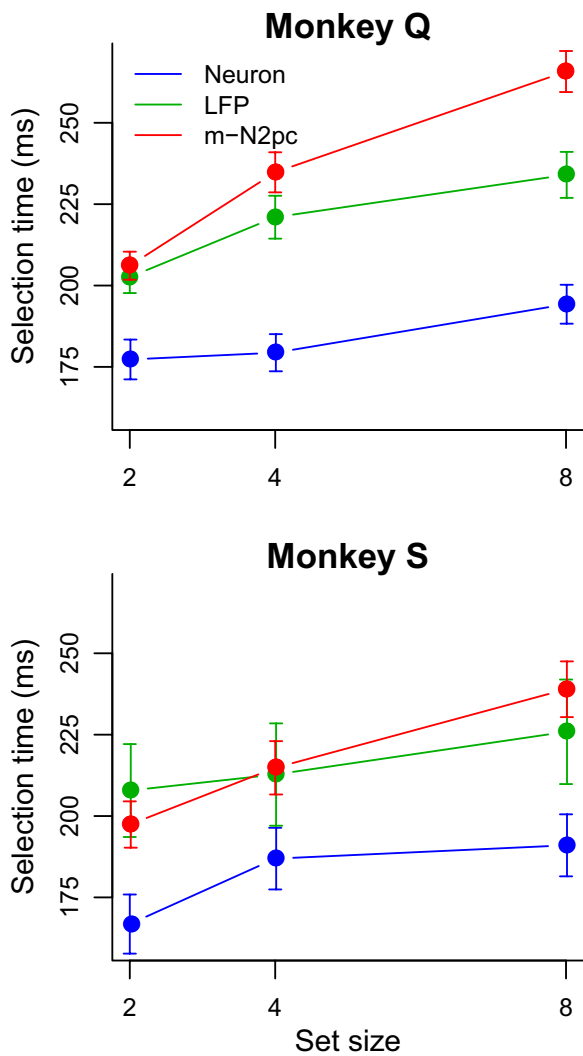 Monkey Q
Neuron
LFP
m−N2pc
Selection time (ms)
250
225
200
175
2 4 8
Monkey S
Selection time (ms)
250
225
200
175
2 4 8
Set size